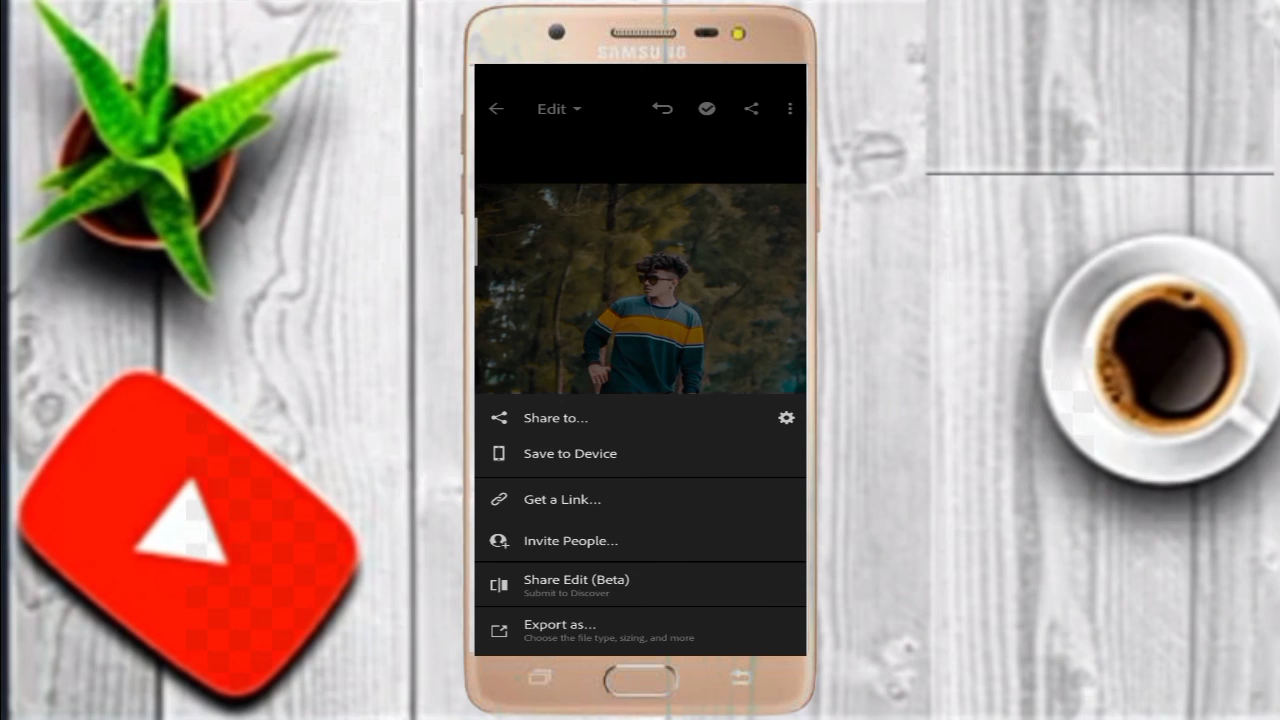 SAMSUNG
Edit
Share to...
Save to Device
Get a Link...
Invite People...
Share Edit (Beta)
Submit to Discover
Export as...
Choose the file type, sizing, and more